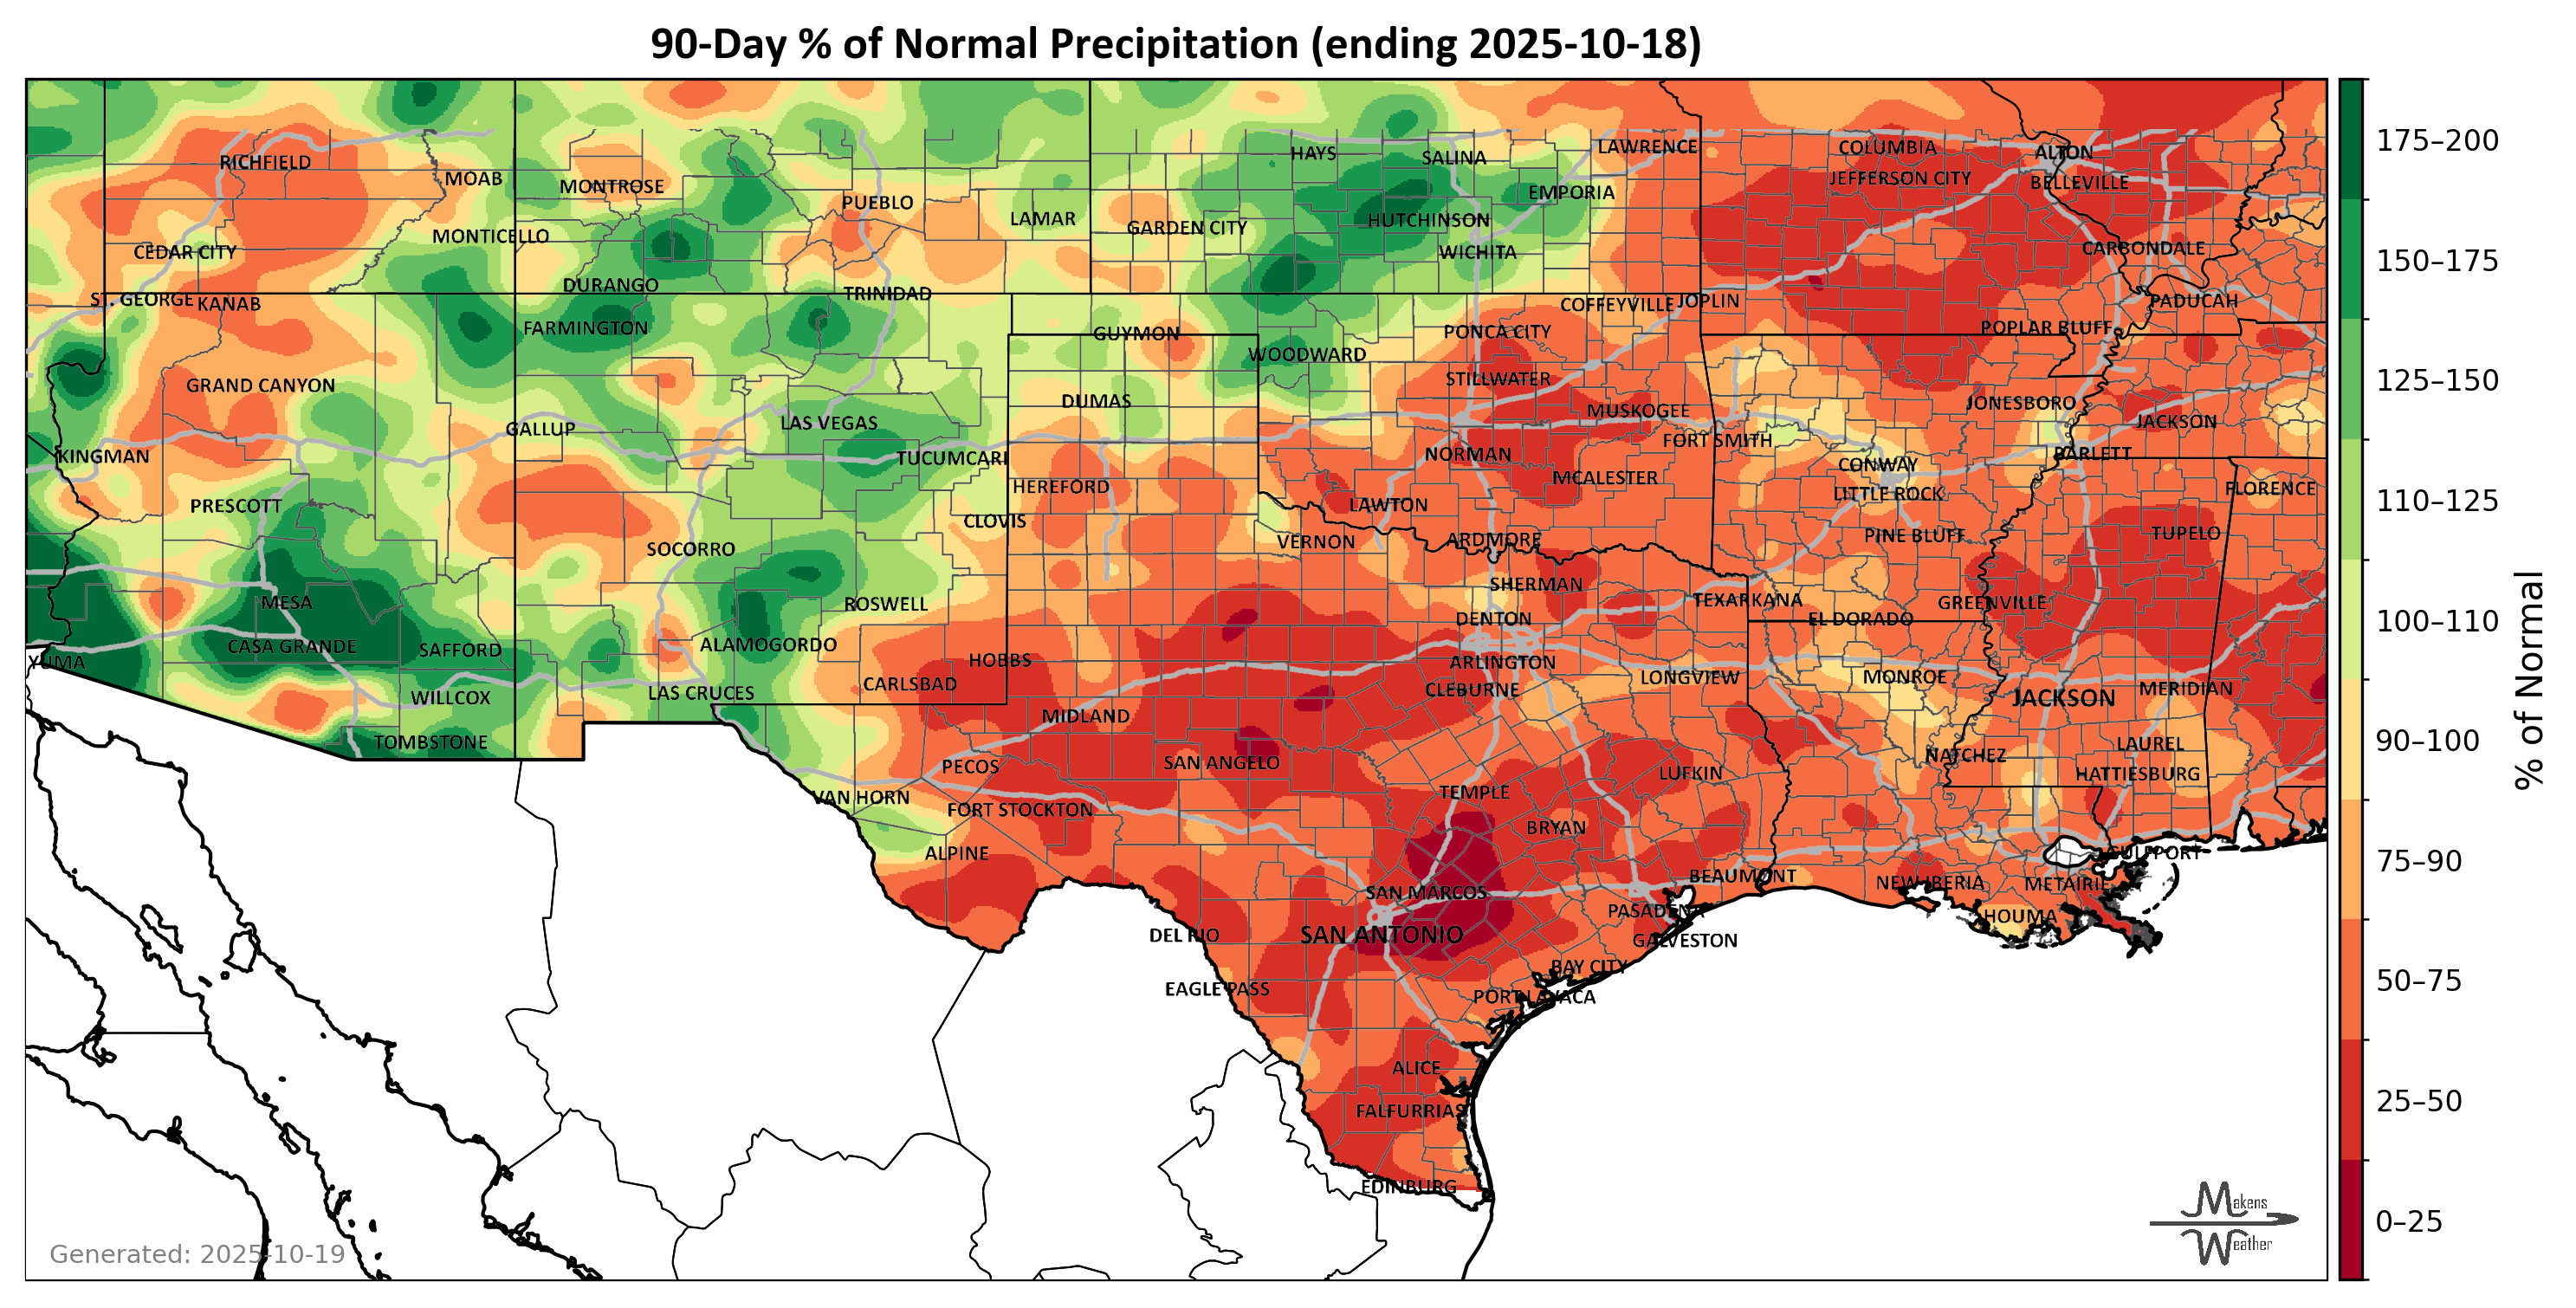 90-Day % of Normal Precipitation (ending 2025-10-18)
RICHFIELD
MOAB
MONTROSE
PUEBLO
LAMAR
GARDEN CITY
HAYS
SALINA
HUTCHINSON
EMPORIA
WICHITA
LAWRENCE
COLUMBIA
JEFFERSON CITY
ALTON
BELLEVILLE
CEDAR CITY
MONTICELLO
DURANGO
TRINIDAD
CARBONDALE
ST. GEORGE
KANAB
FARMINGTON
GUYMON
WOODWARD
PONCA CITY
COFFEYVILLE
JOPLIN
POPLAR BLUFF
PADUCAH
GRAND CANYON
DUMAS
STILLWATER
MUSKOGEE
JONESBORO
JACKSON
KINGMAN
GALLUP
LAS VEGAS
TUCUMCARI
NORMAN
FORT SMITH
BARLETT
PRESCOTT
HEREFORD
CLOVIS
LAWTON
MCALESTER
CONWAY
LITTLE ROCK
FLORENCE
SOCORRO
VERNON
ARDMORE
PINE BLUFF
TUPELO
MESA
CASA GRANDE
SAFFORD
YUMA
ROSWELL
ALAMOGORDO
SHERMAN
DENTON
TEXARKANA
EL DORADO
GREENVILLE
HOBBS
CARLSBAD
ARLINGTON
CLEBURNE
LONGVIEW
MONROE
JACKSON
MERIDIAN
WILLCOX
LAS CRUCES
TOMBSTONE
MIDLAND
PECOS
SAN ANGELO
TEMPLE
LUFKIN
NATCHEZ
LAUREL
HATTIESBURG
VAN HORN
FORT STOCKTON
ALPINE
BRYAN
SAN MARCOS
BEAUMONT
NEW IBERIA
METAIRIE
GULFPORT
DEL RIO
SAN ANTONIO
PASADENA
GALVESTON
HOUMA
EAGLE PASS
BAY CITY
PORT LAVACA
ALICE
FALFURRIAS
EDINBURG
175–200
150–175
125–150
110–125
100–110
90–100
75–90
50–75
25–50
0–25
% of Normal
Generated: 2025-10-19
Makens
Weather